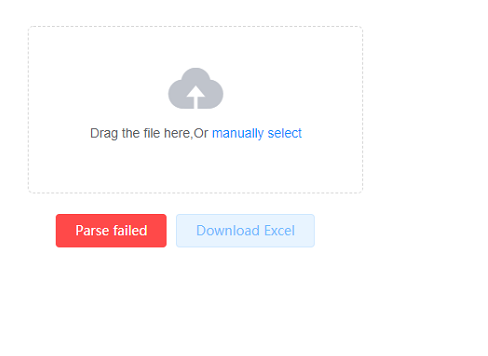 Drag the file here,Or manually select
Parse failed
Download Excel